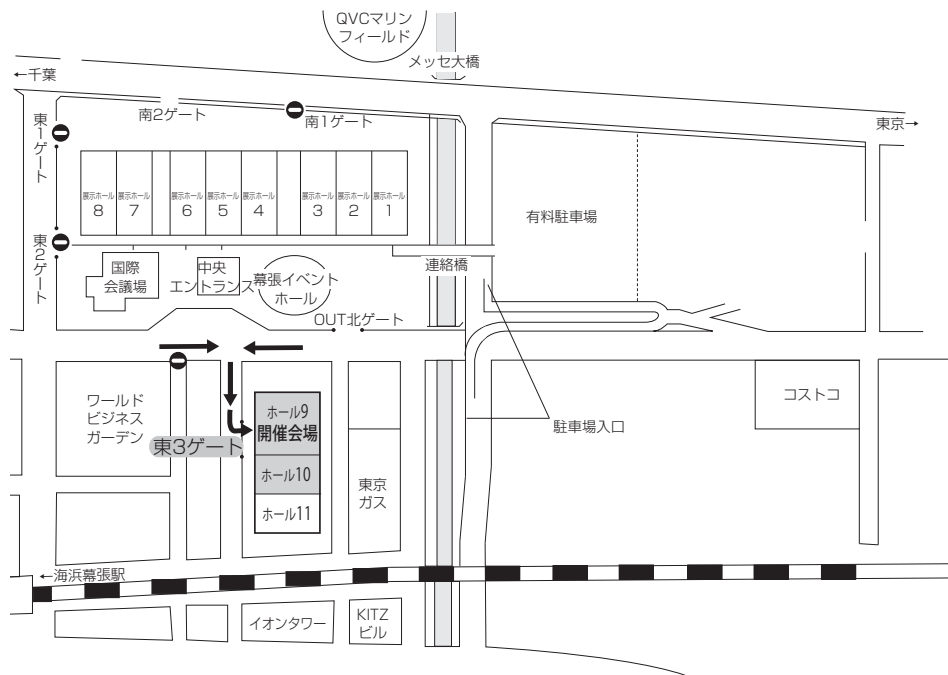 QVCマリン
フィールド
メッセ大橋
←千葉
東京→
南2ゲート
南1ゲート
東1ゲート
展示ホール
8
展示ホール
7
展示ホール
6
展示ホール
5
展示ホール
4
展示ホール
3
展示ホール
2
展示ホール
1
有料駐車場
東2ゲート
国際
会議場
中央
エントランス
幕張イベント
ホール
連絡橋
OUT北ゲート
ワールド
ビジネス
ガーデン
ホール9
開催会場
東3ゲート
ホール10
ホール11
東京
ガス
コストコ
駐車場入口
←海浜幕張駅
イオンタワー
KITZ
ビル